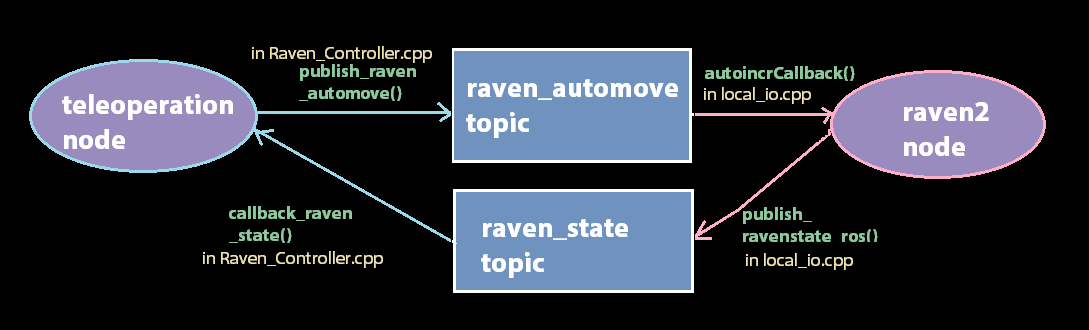 in Raven_Controller.cpp
publish_raven
_automove()
teleoperation
node
raven_automove
topic
autoincrCallback()
in local_io.cpp
raven2
node
callback_raven
_state()
in Raven_Controller.cpp
raven_state
topic
publish_
ravenstate_ros()
in local_io.cpp